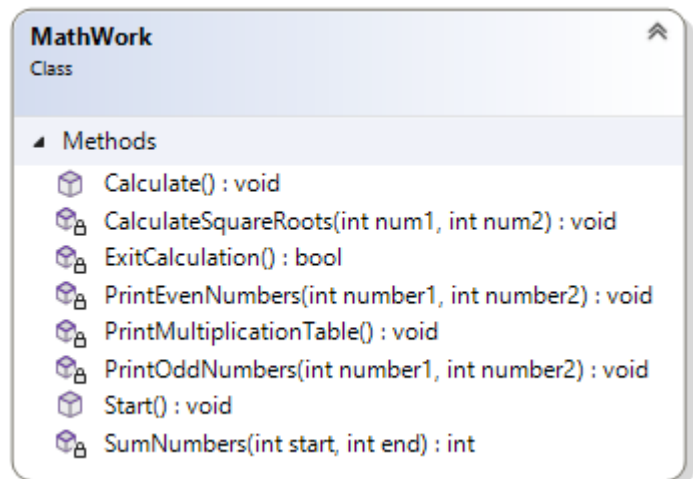 MathWork
Class
Methods
Calculate() : void
CalculateSquareRoots(int num1, int num2) : void
ExitCalculation() : bool
PrintEvenNumbers(int number1, int number2) : void
PrintMultiplicationTable() : void
PrintOddNumbers(int number1, int number2) : void
Start() : void
SumNumbers(int start, int end) : int